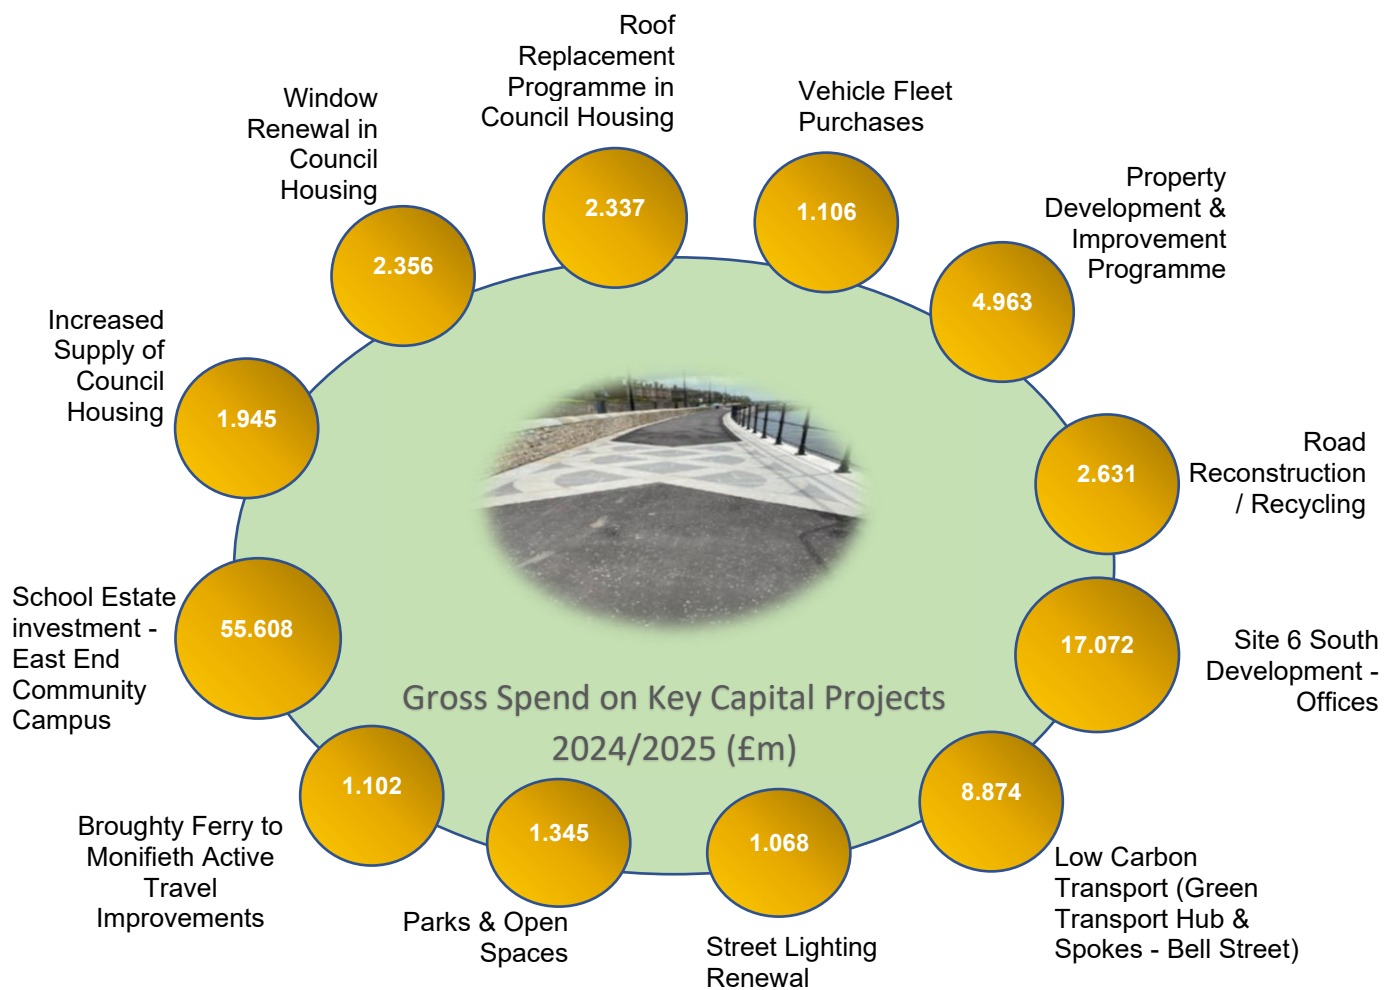 Roof
Replacement
Programme in
Council Housing
2.337
Vehicle Fleet
Purchases
1.106
Property
Development &
Improvement
Programme
4.963
Road
Reconstruction
/ Recycling
2.631
Site 6 South
Development -
Offices
17.072
Low Carbon
Transport (Green
Transport Hub &
Spokes - Bell Street)
8.874
Street Lighting
Renewal
1.068
Parks & Open
Spaces
1.345
Broughty Ferry to
Monifieth Active
Travel
Improvements
1.102
School Estate
investment -
East End
Community
Campus
55.608
Increased
Supply of
Council
Housing
1.945
Window
Renewal in
Council
Housing
2.356
Gross Spend on Key Capital Projects
2024/2025 (£m)